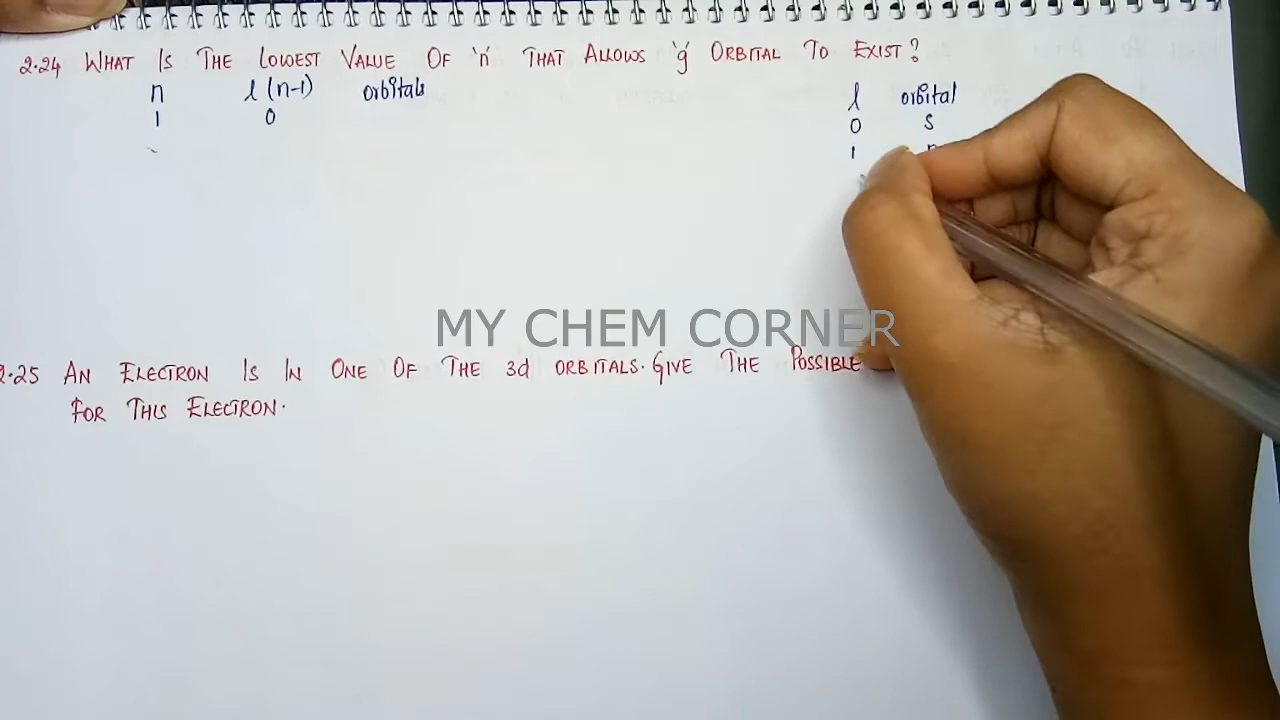 2.24 WHAT IS THE LOWEST VALUE OF 'n' THAT ALLOWS 'g' ORBITAL TO EXIST?
n l (n-1) orbitals l orbital
1 0 0 s
1
MY CHEM CORNER
2.25 AN ELECTRON IS IN ONE OF THE 3d ORBITALS. GIVE THE POSSIBLE
FOR THIS ELECTRON.